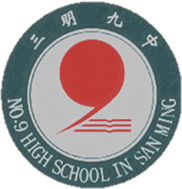 三明九中
NO.9 HIGH SCHOOL IN SAN MING